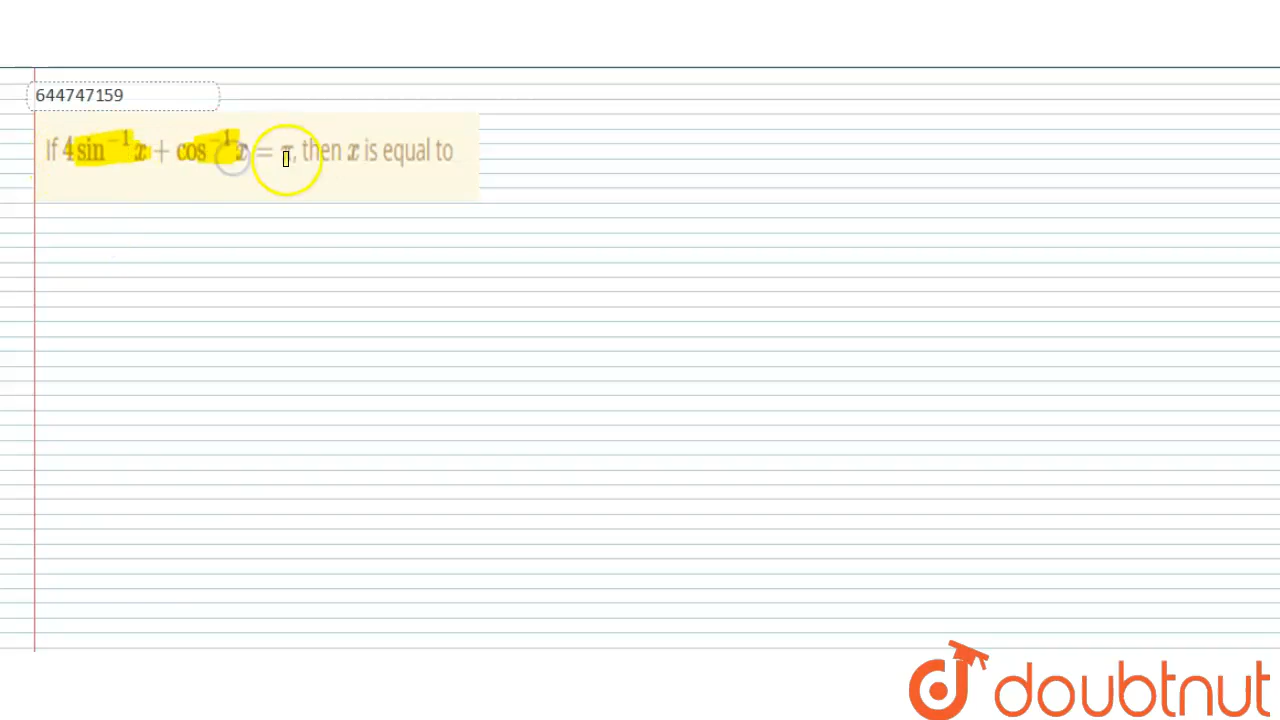 644747159
If 4 sin⁻¹ x + cos⁻¹ x = π, then x is equal to
doubtnut